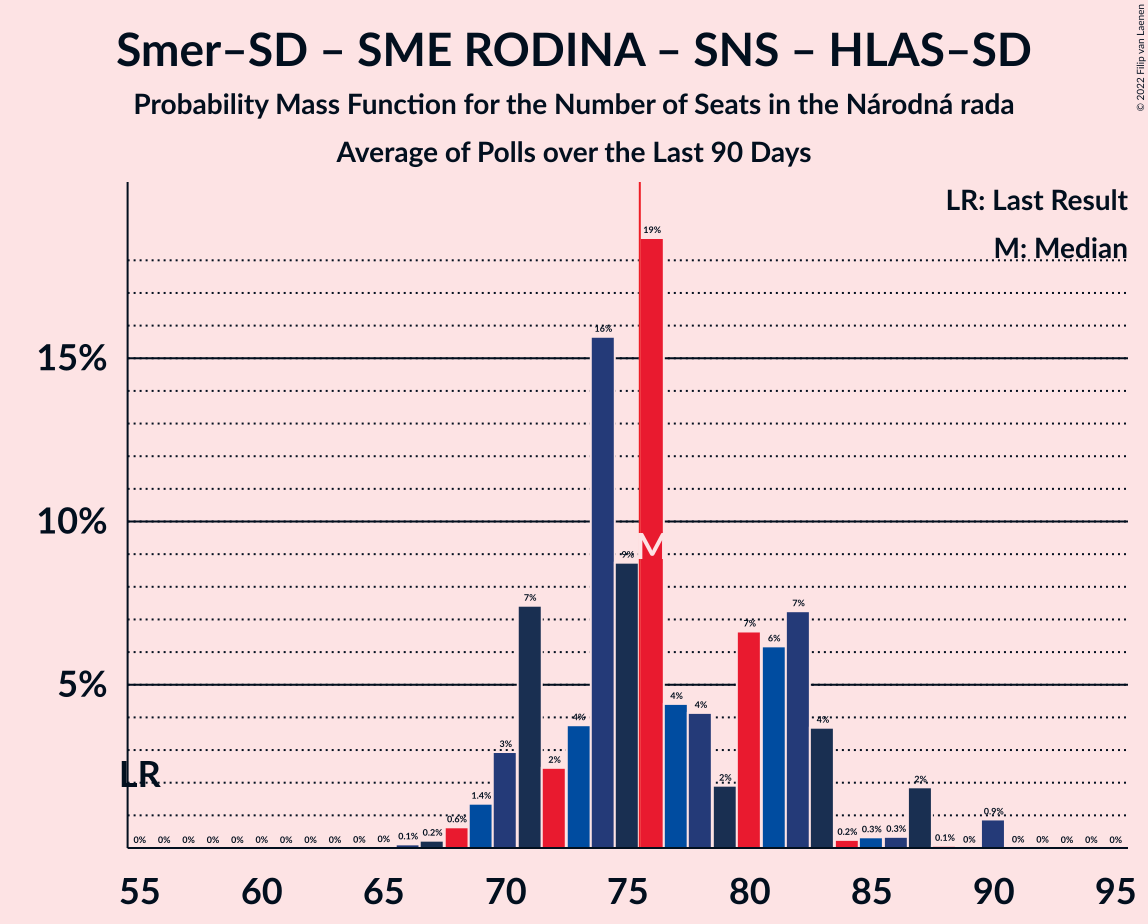 Smer–SD – SME RODINA – SNS – HLAS–SD
Probability Mass Function for the Number of Seats in the Národná rada
Average of Polls over the Last 90 Days
© 2022 Filip van Laenen
LR: Last Result
M: Median
15%
10%
5%
LR
M
0% 0% 0% 0% 0% 0% 0% 0% 0% 0% 0% 0.1% 0.2% 0.6% 1.4% 3% 7% 2% 4% 16% 9% 19% 4% 4% 2% 7% 6% 7% 4% 0.2% 0.3% 0.3% 2% 0.1% 0% 0.9% 0% 0% 0% 0% 0%
55 60 65 70 75 80 85 90 95